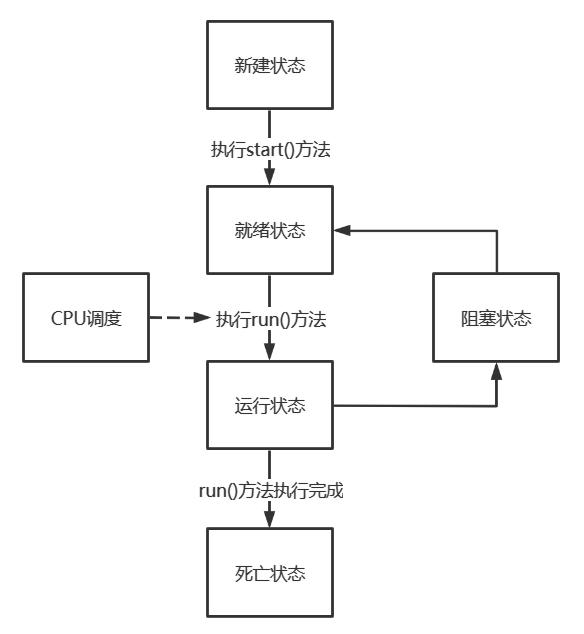 新建状态
执行start()方法
就绪状态
CPU调度
执行run()方法
阻塞状态
运行状态
run()方法执行完成
死亡状态